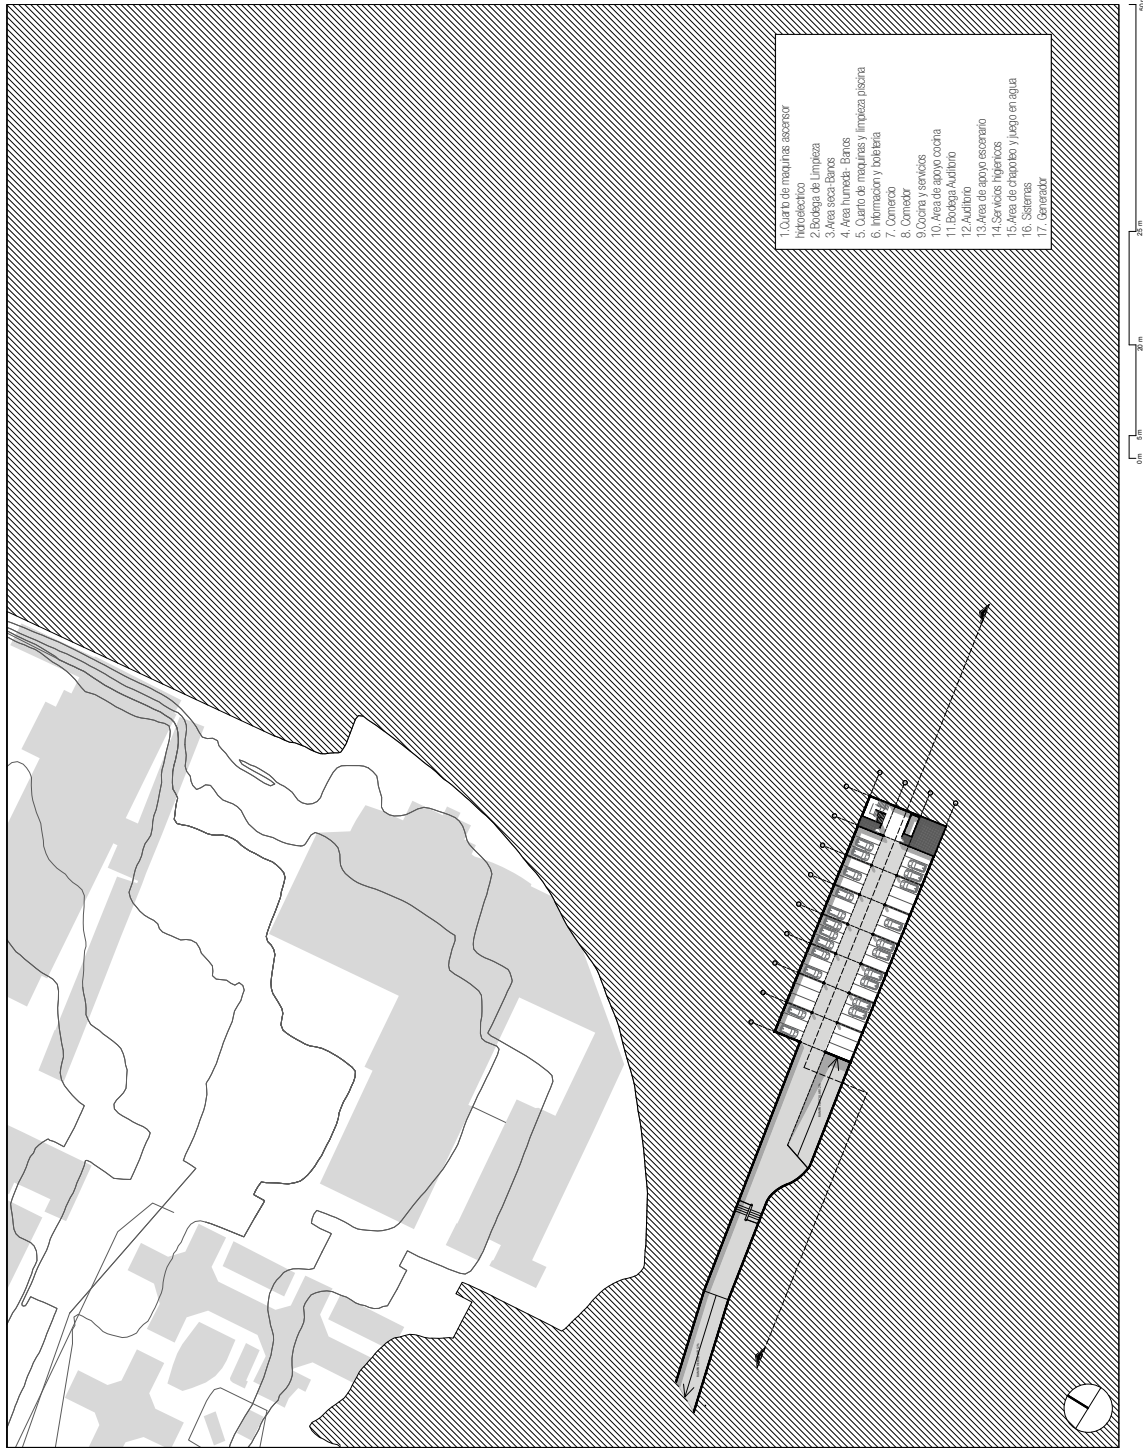 1.Cuarto de maquinas ascensor
hidroelectrico
2.Bodega de Limpieza
3.Area seca-Banos
4. Area humeda- Banos
5. Cuarto de maquinas y limpieza piscina
6. Informacion y boleteria
7. Comercio
8. Comedor
9.Cocina y servicios
10. Area de apoyo cocina
11.Bodega Auditorio
12. Auditorio
13.Area de apoyo escenario
14.Servicios higienicos
15.Area de chapoteo y juego en agua
16. Sistemas
17. Generador
0 m
5 m
20 m
25 m